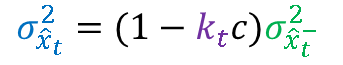 σ²_{x̂_t} = (1 − k_t c)σ²_{x̂_t^-}